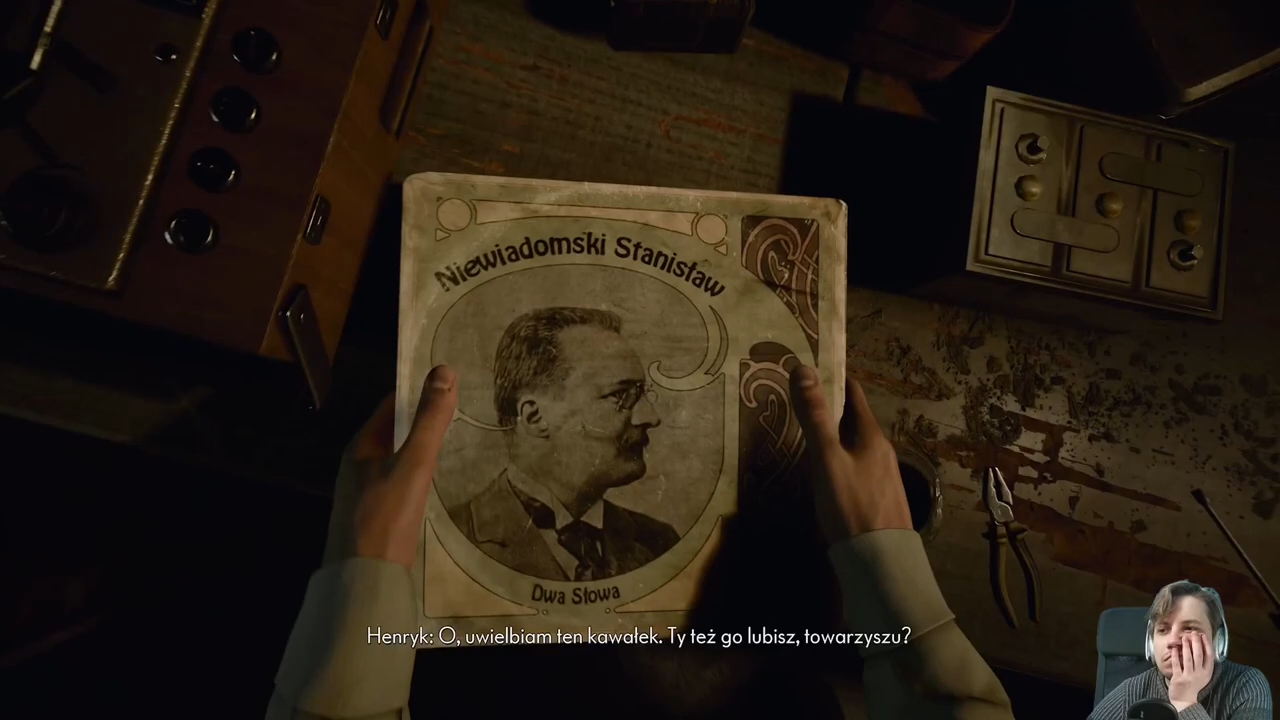 Niewiadomski Stanisław
Dwa Słowa
Henryk: O, uwielbiam ten kawałek. Ty też go lubisz, towarzyszu?